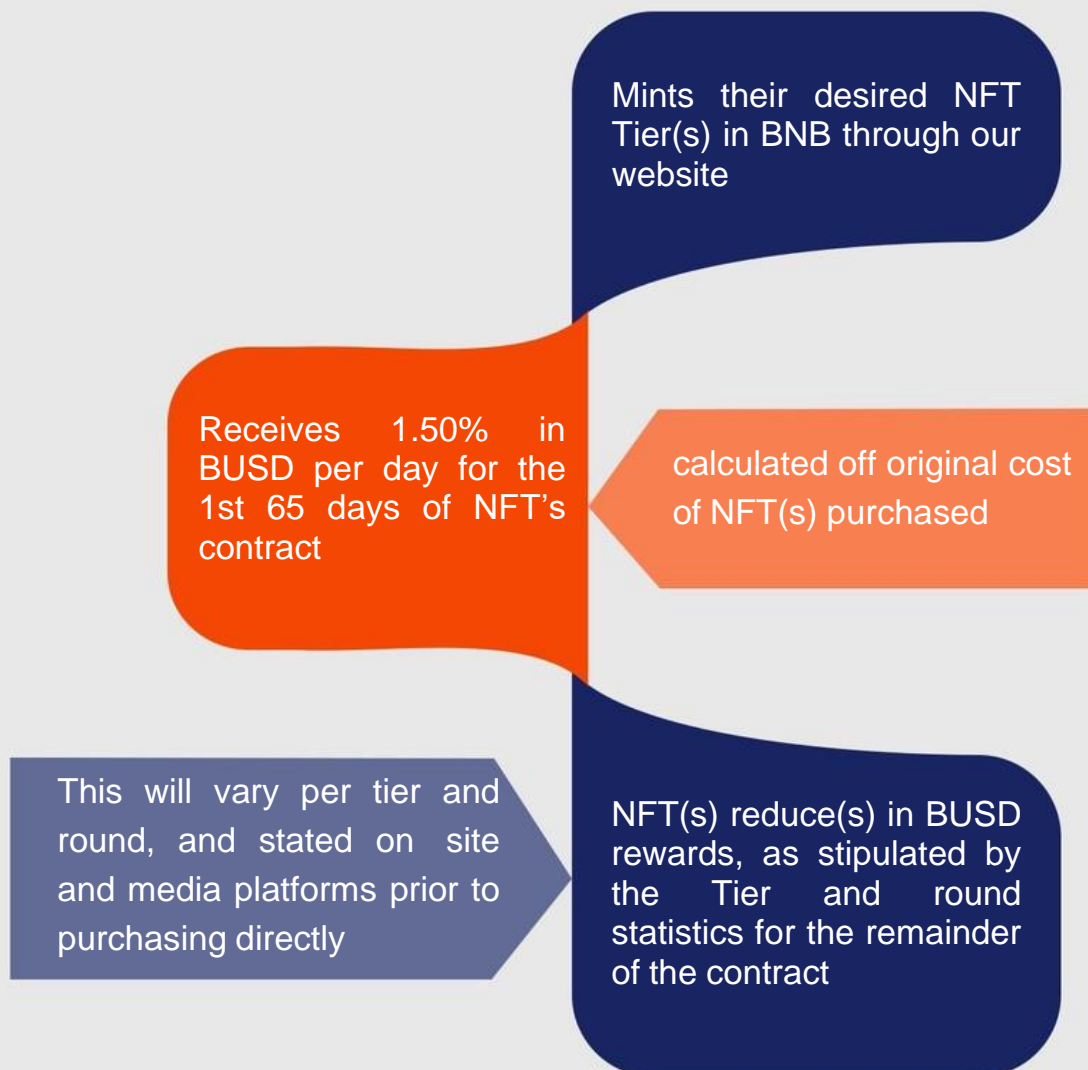 Mints their desired NFT
Tier(s) in BNB through our
website
Receives 1.50% in
BUSD per day for the
1st 65 days of NFT’s
contract
calculated off original cost
of NFT(s) purchased
This will vary per tier and
round, and stated on site
and media platforms prior to
purchasing directly
NFT(s) reduce(s) in BUSD
rewards, as stipulated by
the Tier and round
statistics for the remainder
of the contract